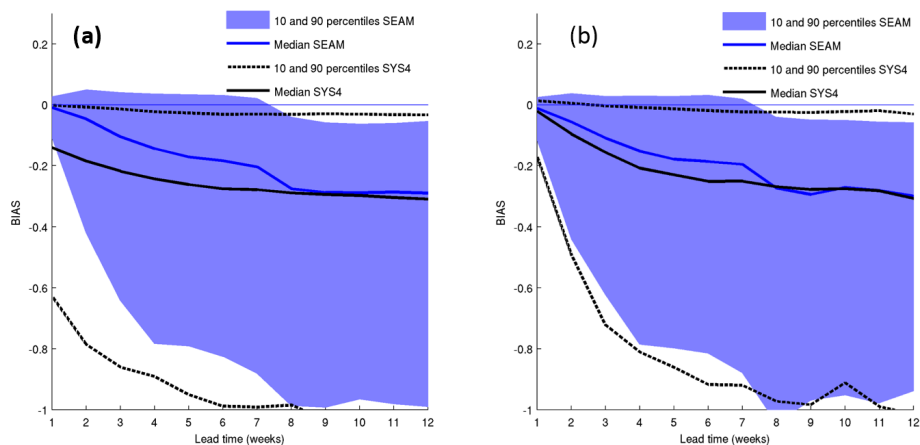 (a)
10 and 90 percentiles SEAM
Median SEAM
10 and 90 percentiles SYS4
Median SYS4
0.2
0
-0.2
-0.4
-0.6
-0.8
-1
BIAS
1 2 3 4 5 6 7 8 9 10 11 12
Lead time (weeks)
(b)
10 and 90 percentiles SEAM
Median SEAM
10 and 90 percentiles SYS4
Median SYS4
0.2
0
-0.2
-0.4
-0.6
-0.8
-1
BIAS
1 2 3 4 5 6 7 8 9 10 11 12
Lead time (weeks)